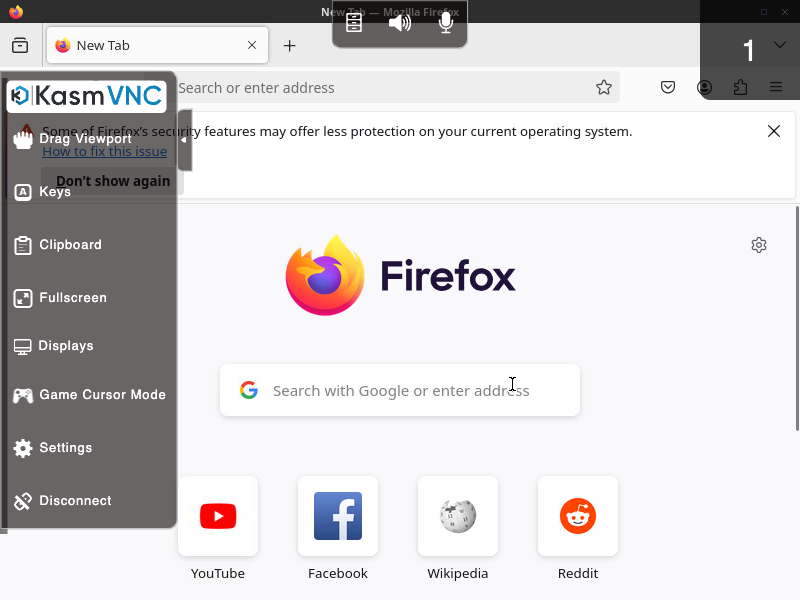 New Tab — Mozilla Firefox
1
New Tab
Search or enter address
KasmVNC
Some of Firefox's security features may offer less protection on your current operating system.
Drag Viewport
How to fix this issue
Don't show again
Keys
Clipboard
Fullscreen
Displays
Game Cursor Mode
Settings
Disconnect
Firefox
Search with Google or enter address
YouTube
Facebook
Wikipedia
Reddit